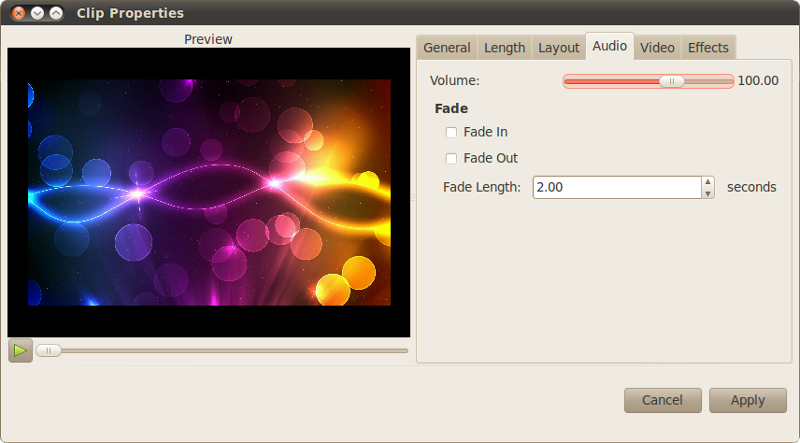 Clip Properties
Preview
General Length Layout Audio Video Effects
Volume: 100.00
Fade
Fade In
Fade Out
Fade Length: 2.00 seconds
Cancel Apply